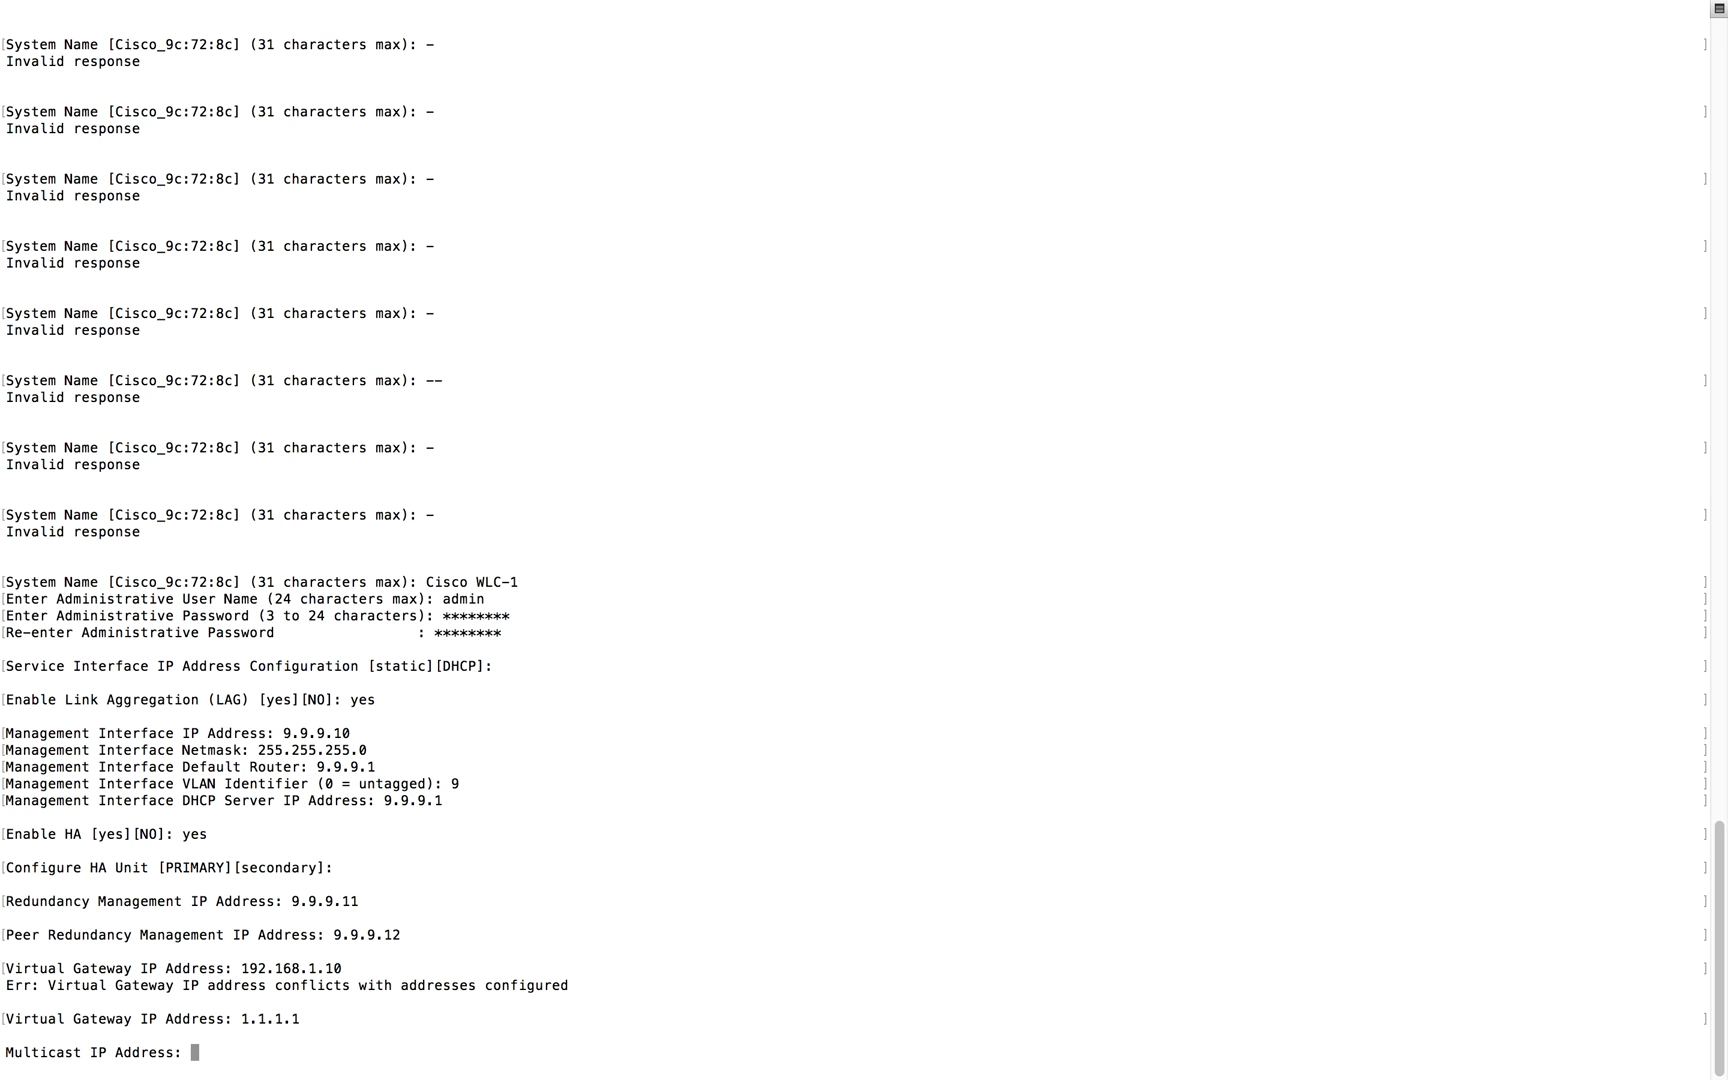 [System Name [Cisco_9c:72:8c] (31 characters max): - ]
Invalid response
[System Name [Cisco_9c:72:8c] (31 characters max): - ]
Invalid response
[System Name [Cisco_9c:72:8c] (31 characters max): - ]
Invalid response
[System Name [Cisco_9c:72:8c] (31 characters max): - ]
Invalid response
[System Name [Cisco_9c:72:8c] (31 characters max): - ]
Invalid response
[System Name [Cisco_9c:72:8c] (31 characters max): -- ]
Invalid response
[System Name [Cisco_9c:72:8c] (31 characters max): - ]
Invalid response
[System Name [Cisco_9c:72:8c] (31 characters max): - ]
Invalid response
[System Name [Cisco_9c:72:8c] (31 characters max): Cisco WLC-1 ]
[Enter Administrative User Name (24 characters max): admin ]
[Enter Administrative Password (3 to 24 characters): ******** ]
[Re-enter Administrative Password : ******** ]
[Service Interface IP Address Configuration [static][DHCP]: ]
[Enable Link Aggregation (LAG) [yes][NO]: yes ]
[Management Interface IP Address: 9.9.9.10 ]
[Management Interface Netmask: 255.255.255.0 ]
[Management Interface Default Router: 9.9.9.1 ]
[Management Interface VLAN Identifier (0 = untagged): 9 ]
[Management Interface DHCP Server IP Address: 9.9.9.1 ]
[Enable HA [yes][NO]: yes ]
[Configure HA Unit [PRIMARY][secondary]: ]
[Redundancy Management IP Address: 9.9.9.11 ]
[Peer Redundancy Management IP Address: 9.9.9.12 ]
[Virtual Gateway IP Address: 192.168.1.10 ]
Err: Virtual Gateway IP address conflicts with addresses configured
[Virtual Gateway IP Address: 1.1.1.1 ]
Multicast IP Address: